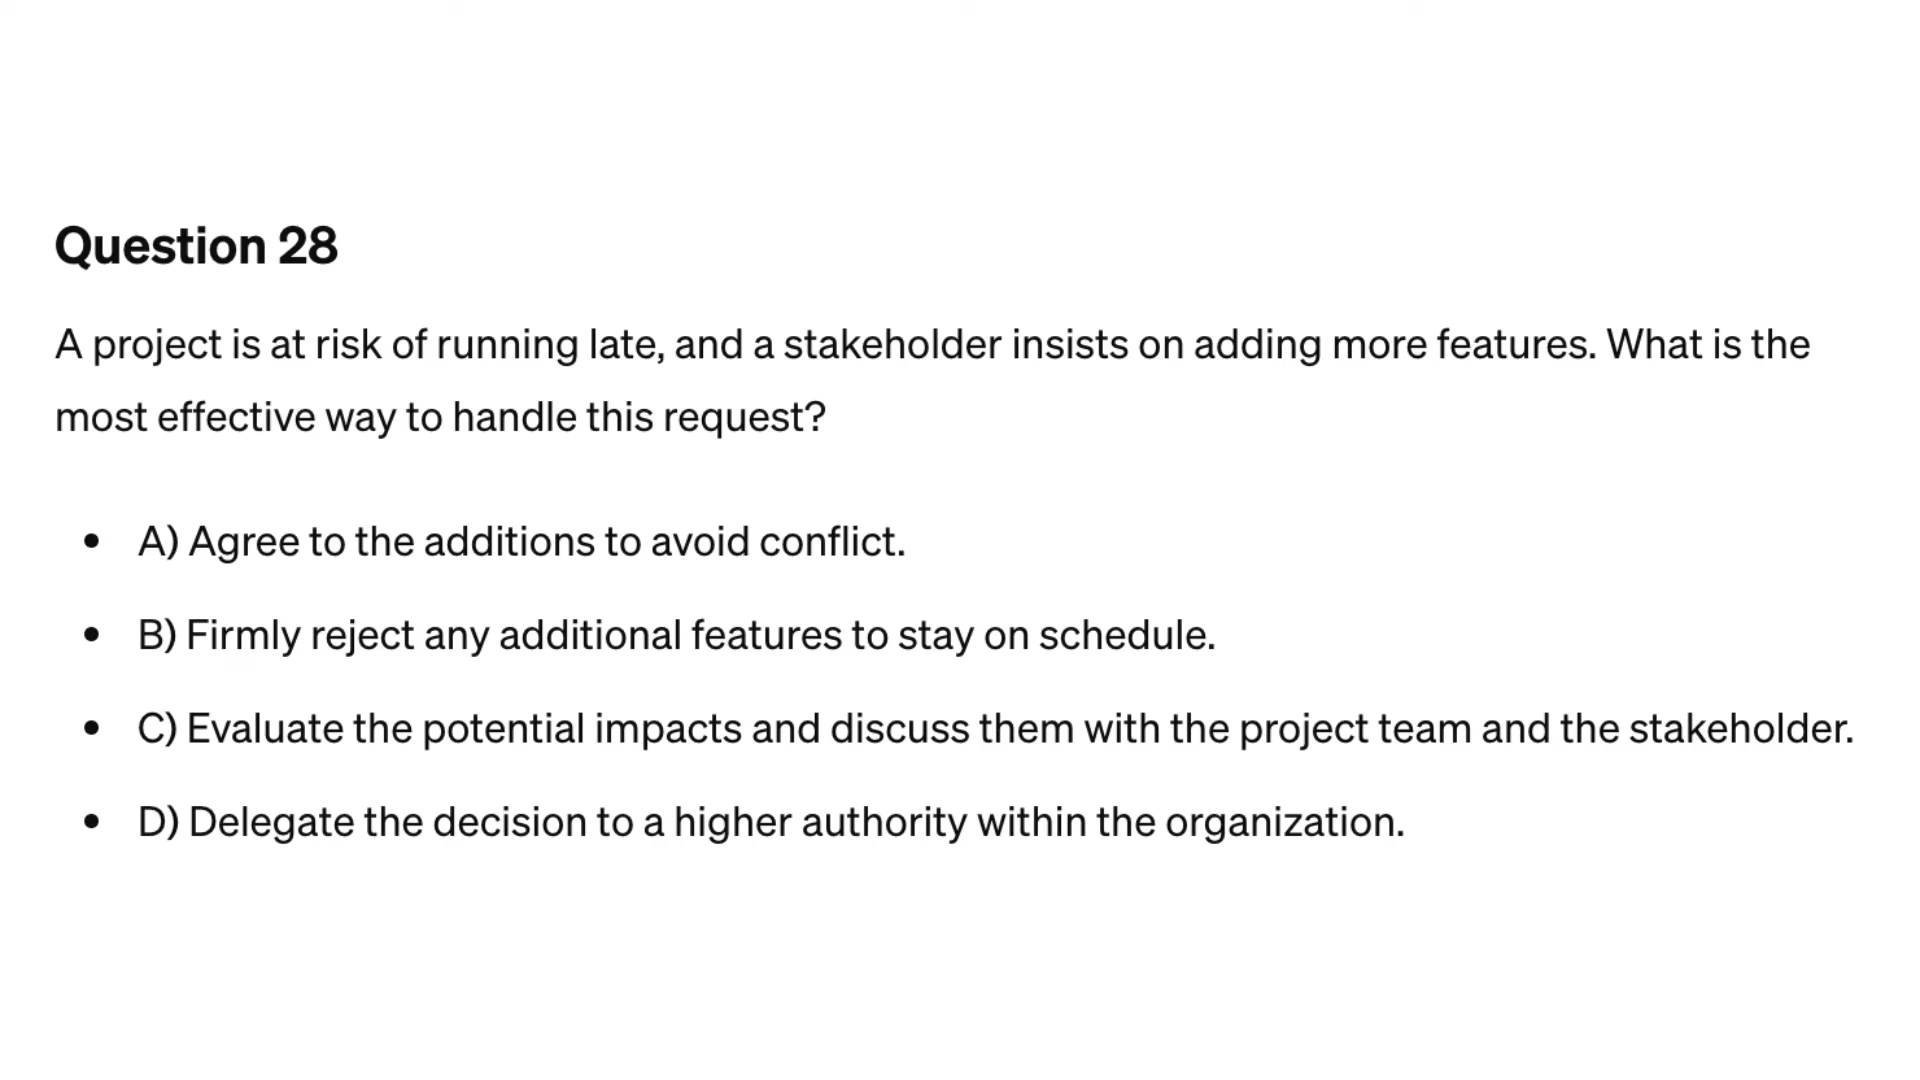 Question 28
A project is at risk of running late, and a stakeholder insists on adding more features. What is the
most effective way to handle this request?
• A) Agree to the additions to avoid conflict.
• B) Firmly reject any additional features to stay on schedule.
• C) Evaluate the potential impacts and discuss them with the project team and the stakeholder.
• D) Delegate the decision to a higher authority within the organization.